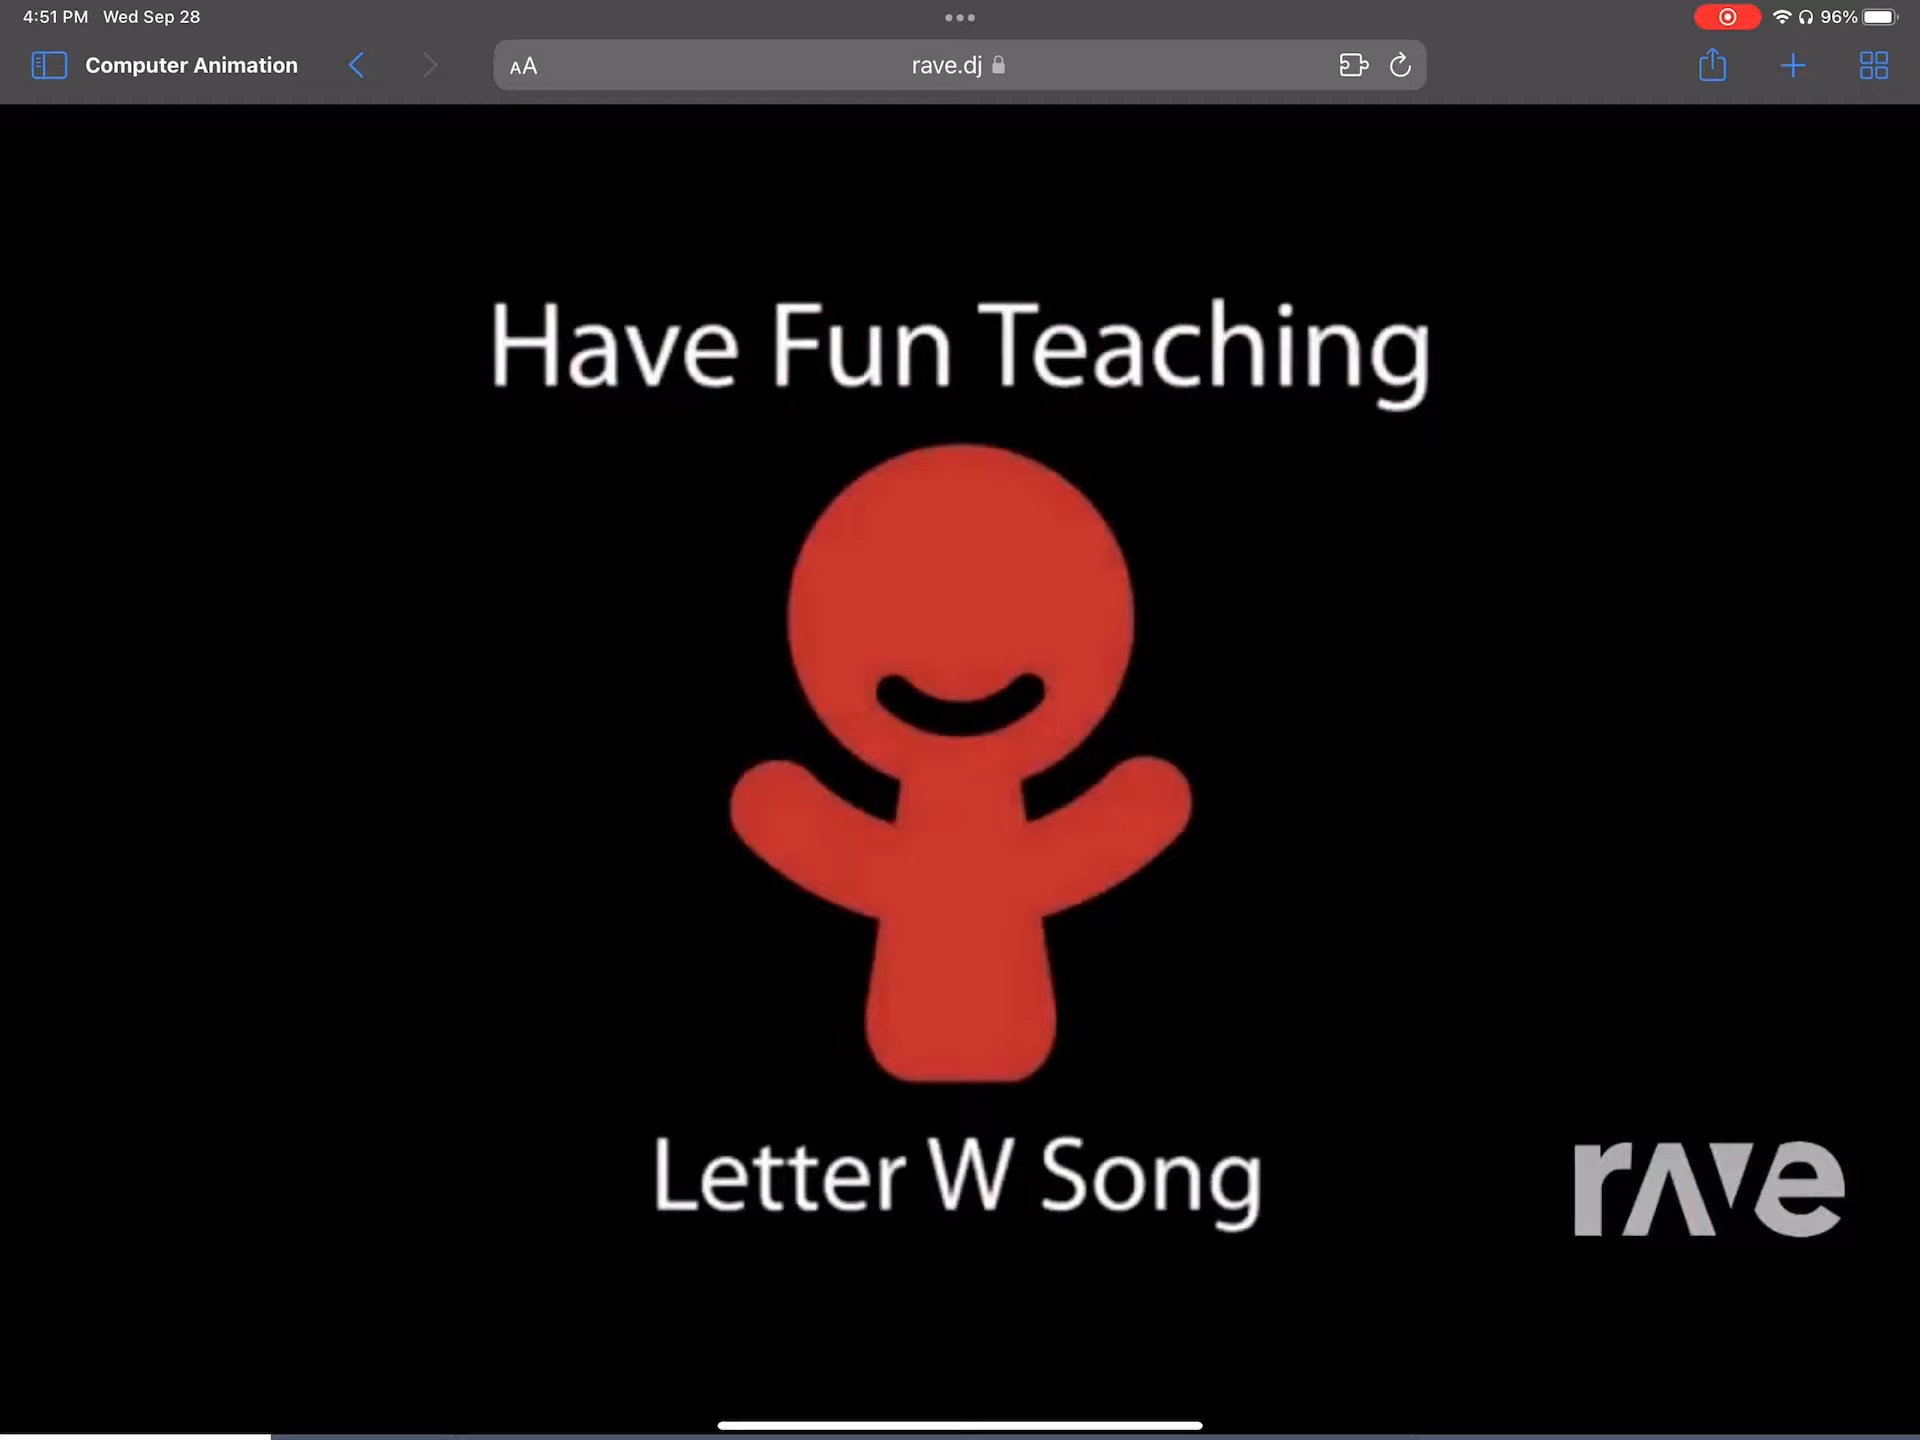 4:51 PM Wed Sep 28
96%
Computer Animation
AA
rave.dj
Have Fun Teaching
Letter W Song
rave